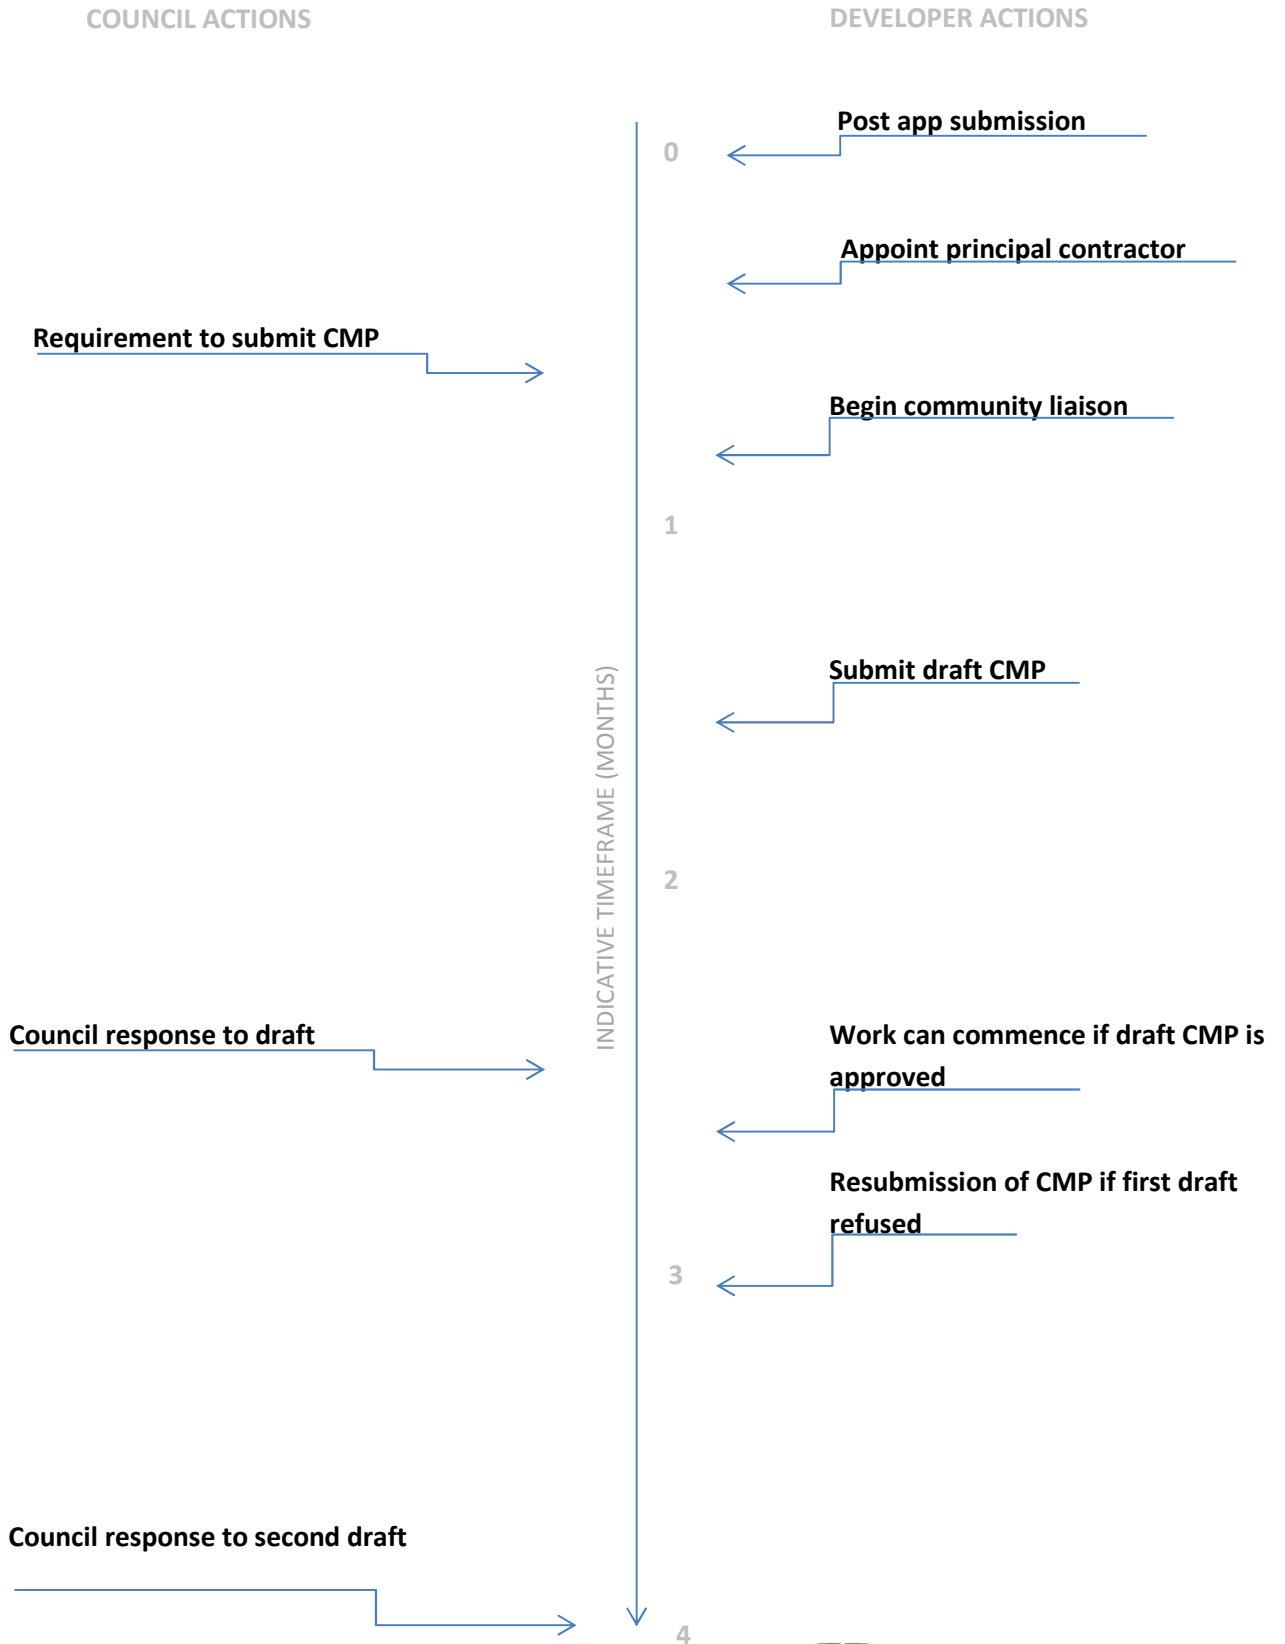 COUNCIL ACTIONS
DEVELOPER ACTIONS
Post app submission
0
Appoint principal contractor
Requirement to submit CMP
Begin community liaison
1
Submit draft CMP
INDICATIVE TIMEFRAME (MONTHS)
2
Council response to draft
Work can commence if draft CMP is
approved
Resubmission of CMP if first draft
refused
3
Council response to second draft
4